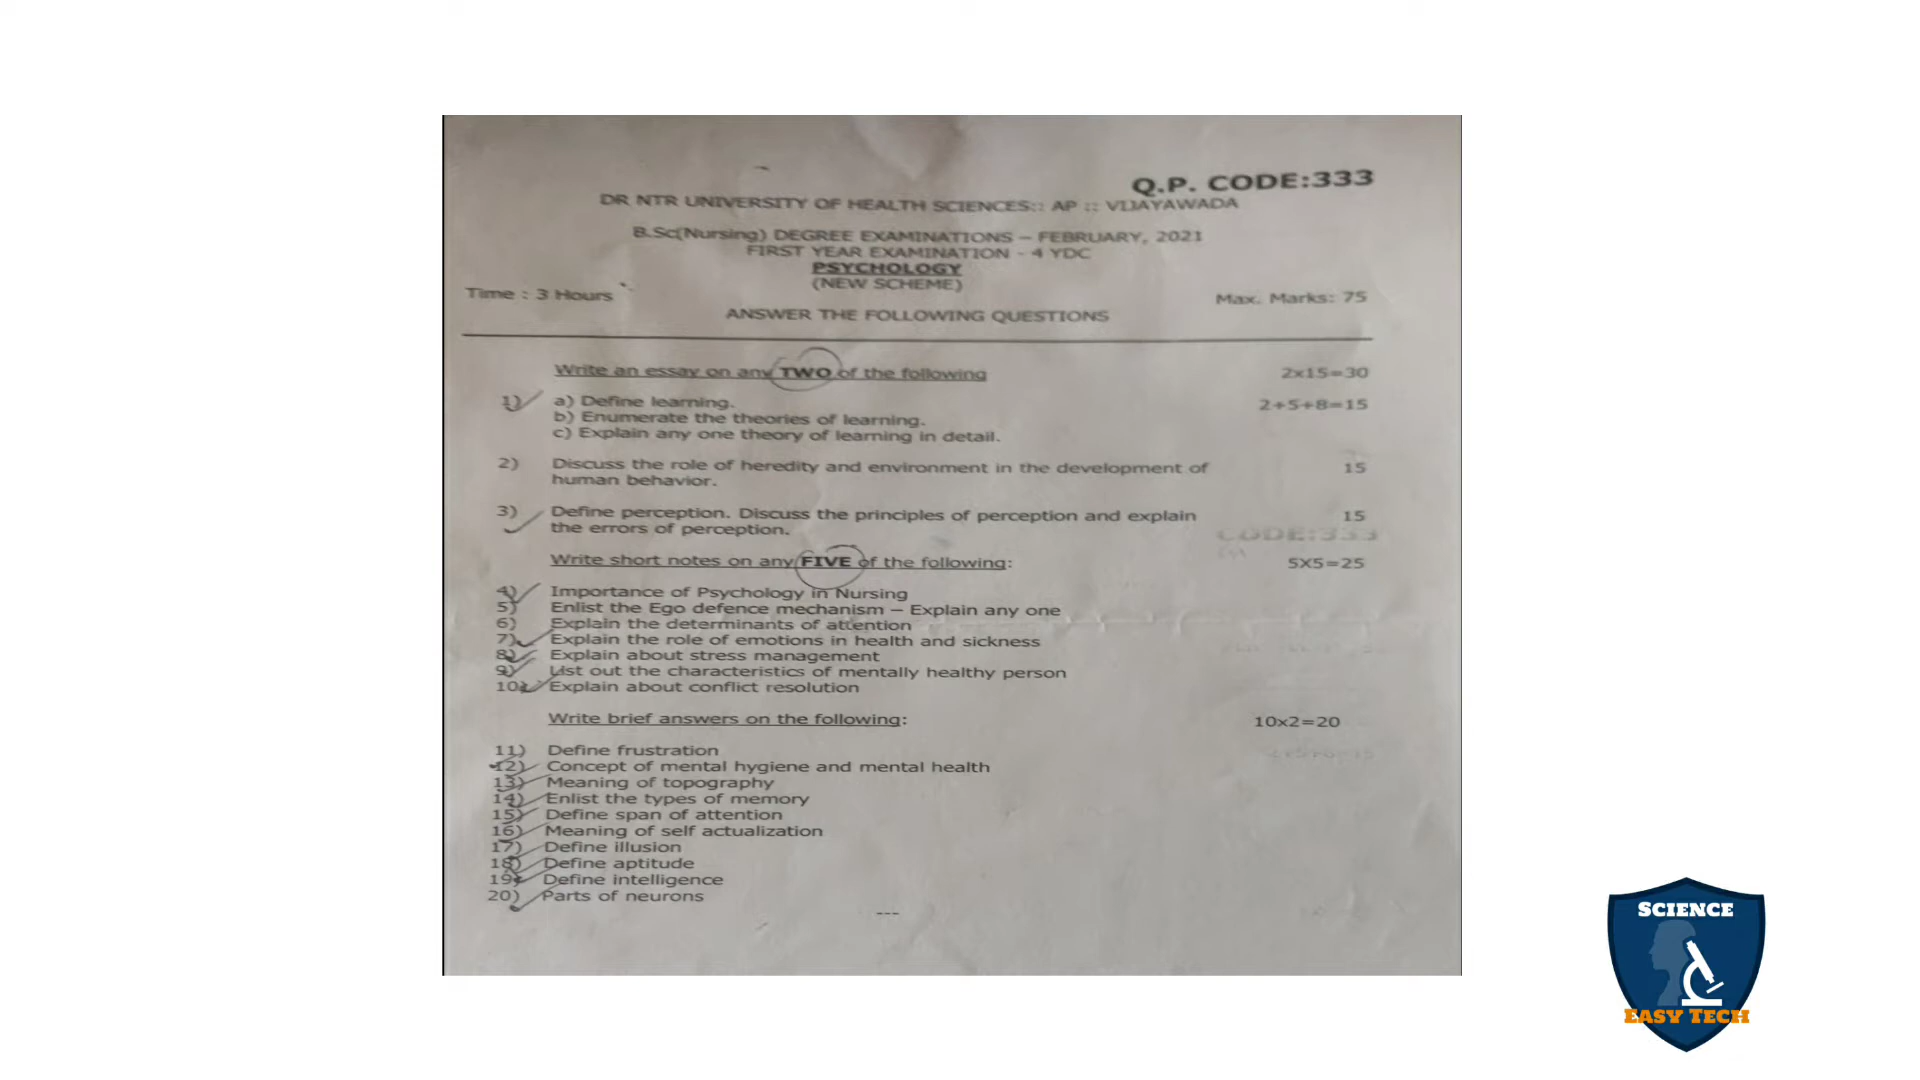 Q.P. CODE:333
DR NTR UNIVERSITY OF HEALTH SCIENCES:: AP :: VIJAYAWADA
B.Sc(Nursing) DEGREE EXAMINATIONS – FEBRUARY, 2021
FIRST YEAR EXAMINATION - 4 YDC
PSYCHOLOGY
(NEW SCHEME)
Time : 3 Hours Max. Marks: 75
ANSWER THE FOLLOWING QUESTIONS
Write an essay on any TWO of the following 2x15=30
1) a) Define learning. 2+5+8=15
b) Enumerate the theories of learning.
c) Explain any one theory of learning in detail.
2) Discuss the role of heredity and environment in the development of 15
human behavior.
3) Define perception. Discuss the principles of perception and explain 15
the errors of perception.
CODE:333
Write short notes on any FIVE of the following: 5X5=25
4) Importance of Psychology in Nursing
5) Enlist the Ego defence mechanism – Explain any one
6) Explain the determinants of attention
7) Explain the role of emotions in health and sickness
8) Explain about stress management
9) List out the characteristics of mentally healthy person
10) Explain about conflict resolution
Write brief answers on the following: 10x2=20
11) Define frustration
12) Concept of mental hygiene and mental health
13) Meaning of topography
14) Enlist the types of memory
15) Define span of attention
16) Meaning of self actualization
17) Define illusion
18) Define aptitude
19) Define intelligence
20) Parts of neurons
---
SCIENCE
EASY TECH